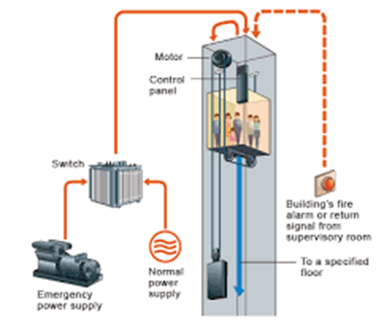 Motor
Control
panel
Switch
Building's fire
alarm or return
signal from
supervisory room
To a specified
floor
Normal
power
supply
Emergency
power supply